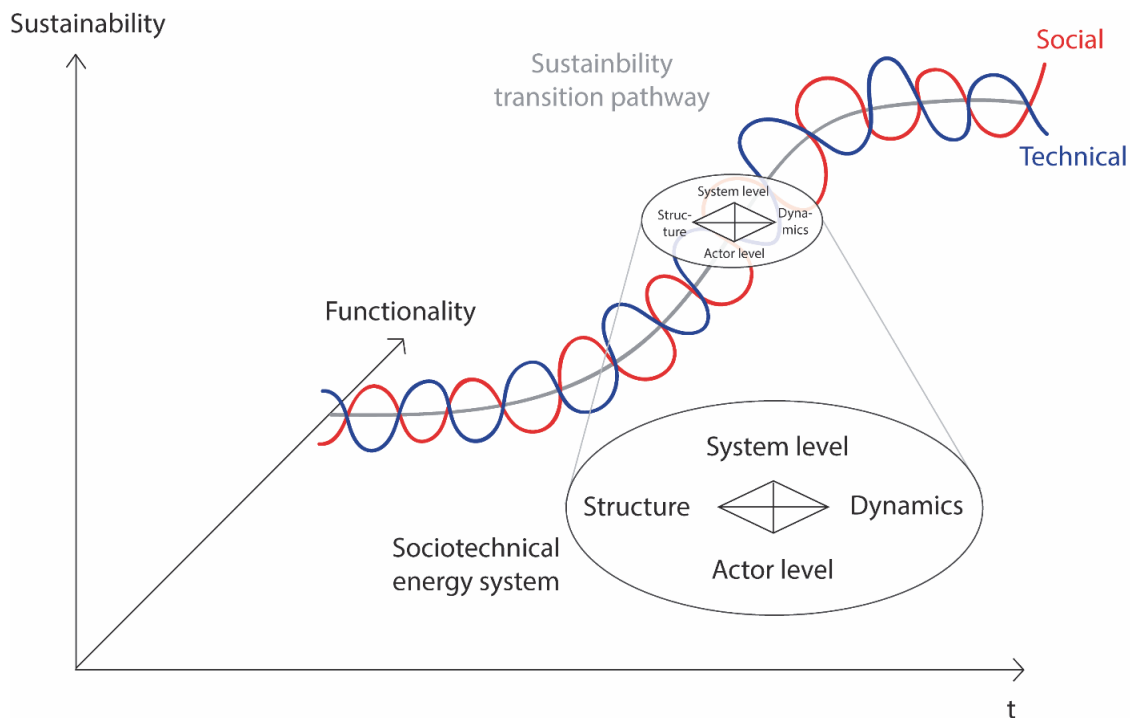 Sustainability
Social
Sustainbility
transition pathway
Technical
System level
Struc-
ture
Dyna-
mics
Actor level
Functionality
System level
Structure
Dynamics
Actor level
Sociotechnical
energy system
t